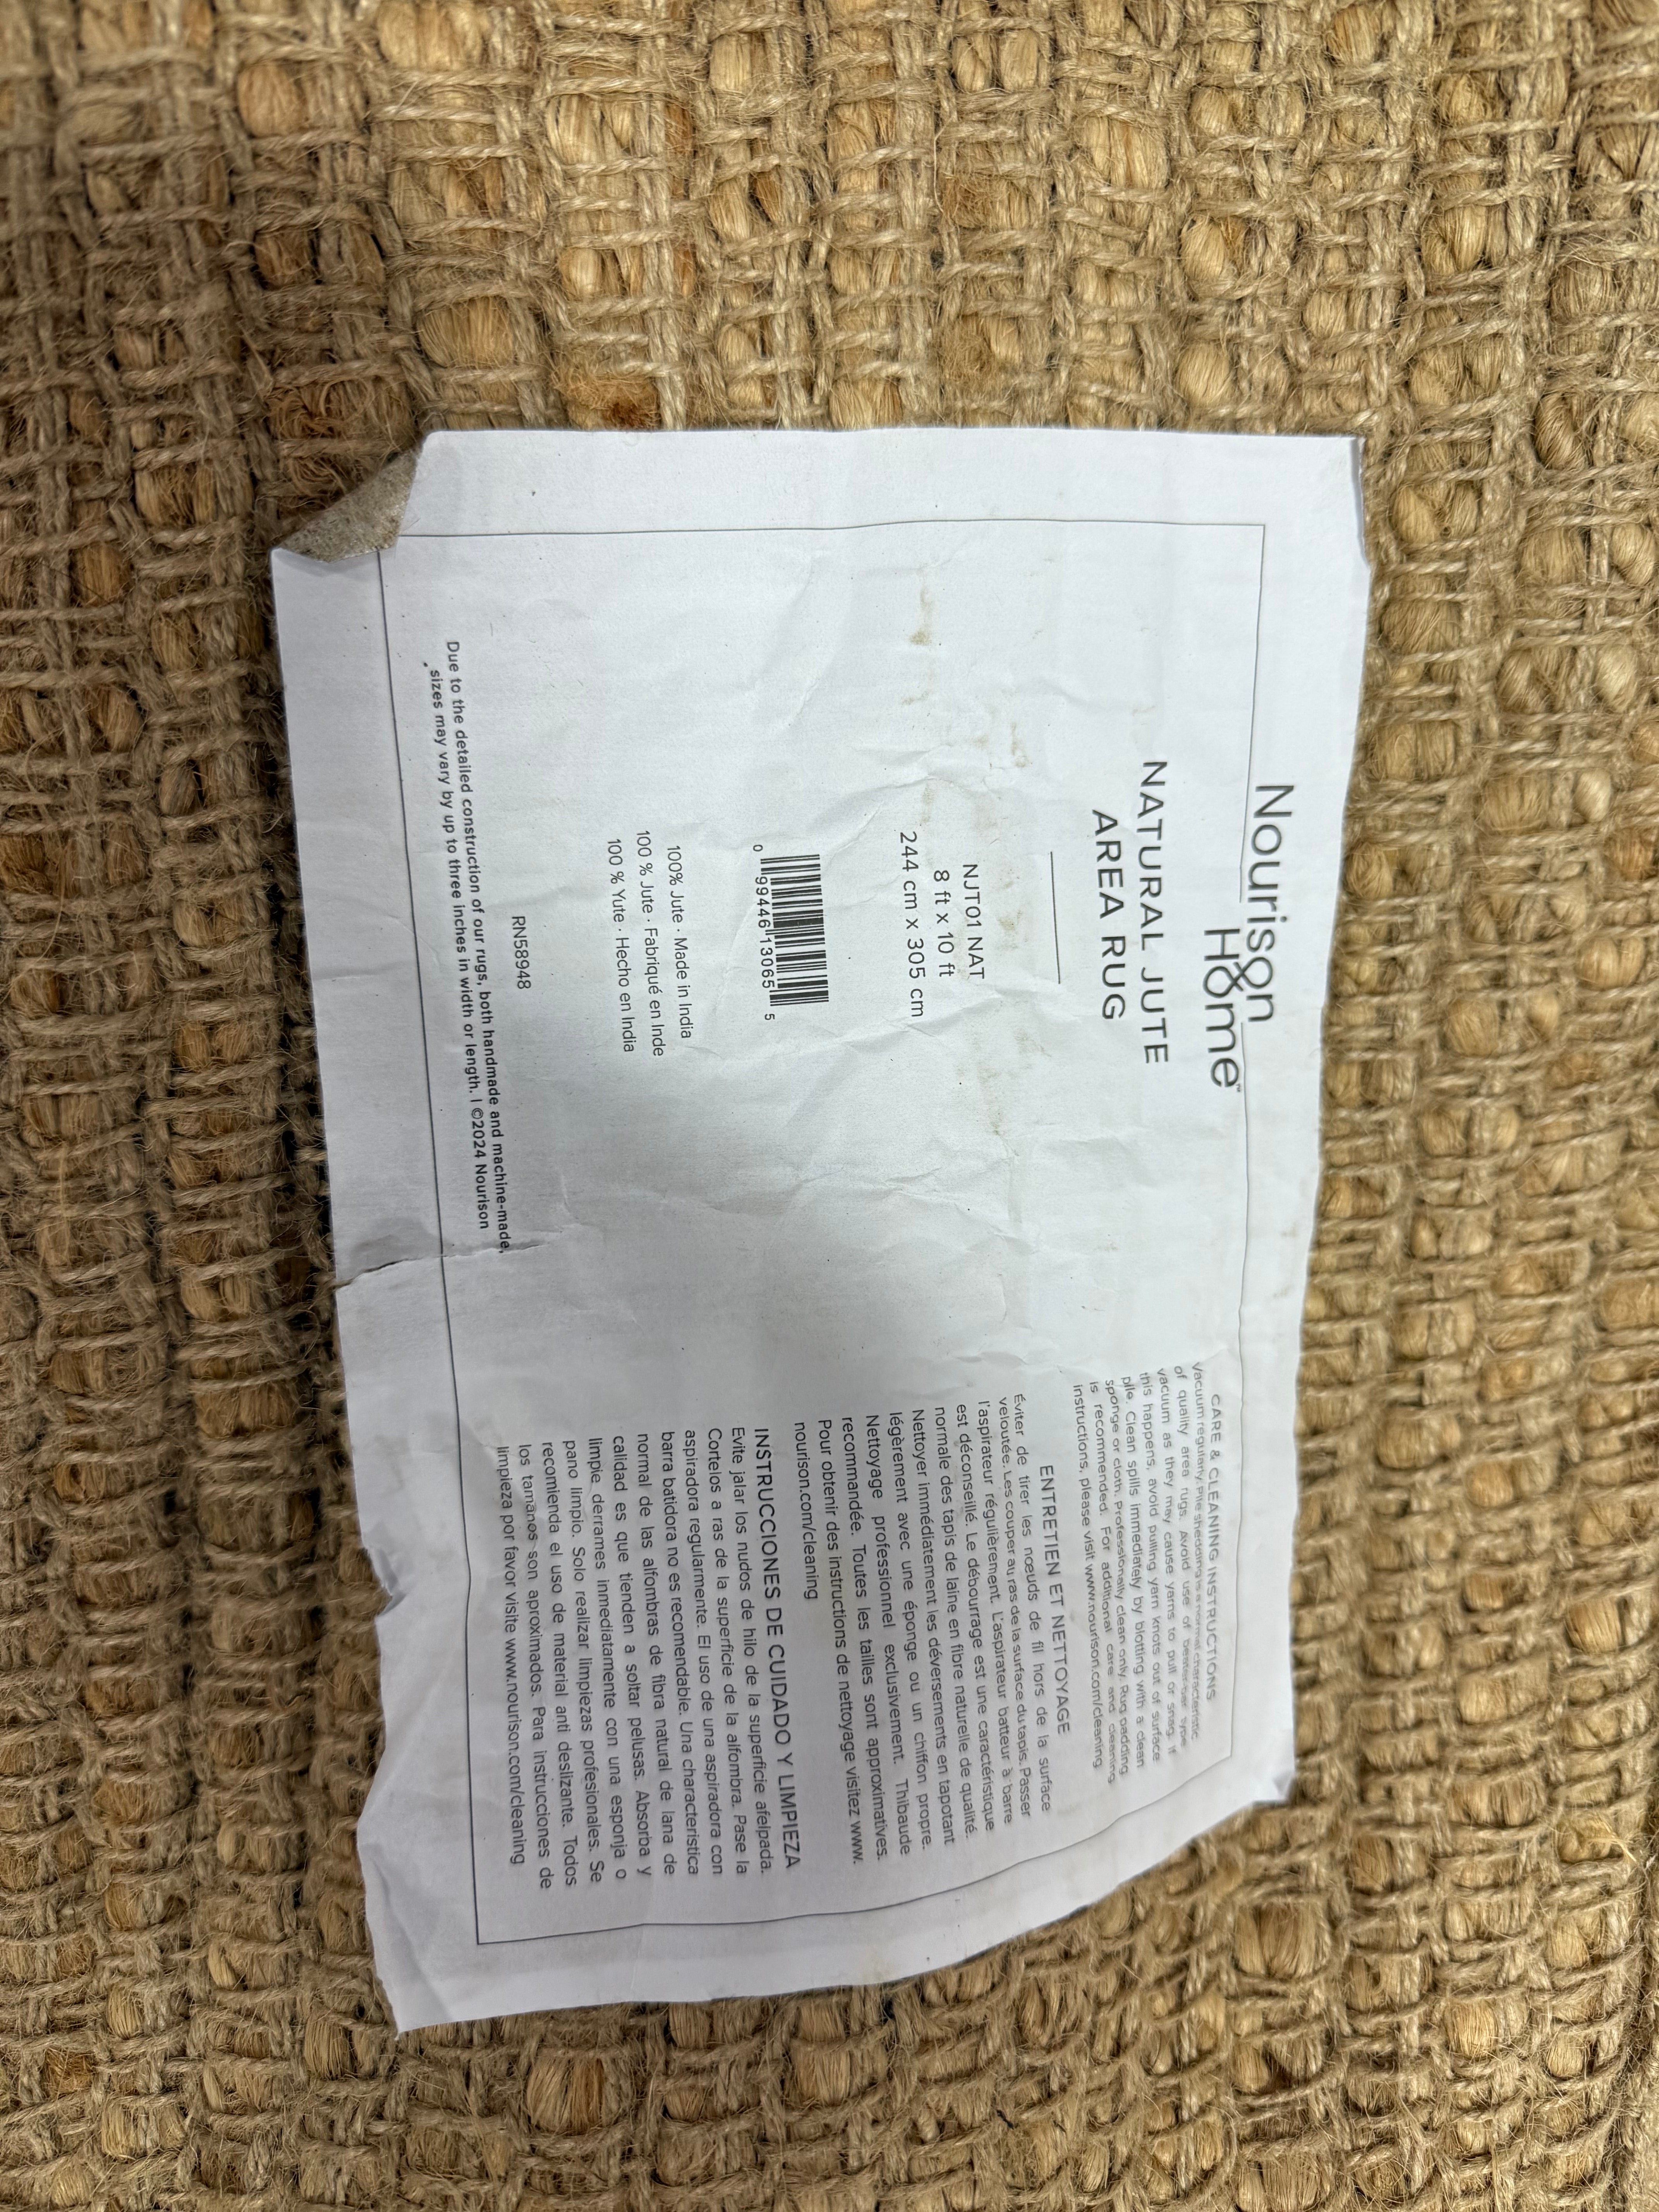 Nourison
Home™
NATURAL JUTE
AREA RUG
NJT01 NAT
8 ft x 10 ft
244 cm x 305 cm
0 99446 13065 5
100% Jute · Made in India
100 % Jute · Fabriqué en Inde
100 % Yute · Hecho en India
RN58948
Due to the detailed construction of our rugs, both handmade and machine-made,
sizes may vary by up to three inches in width or length. | ©2024 Nourison
CARE & CLEANING INSTRUCTIONS
Vacuum regularly. Pile shedding is a normal characteristic
of quality area rugs. Avoid use of beater-bar type
vacuum as they may cause yarns to pull or snag. If
this happens, avoid pulling yarn knots out of surface
pile. Clean spills immediately by blotting with a clean
sponge or cloth. Professionally clean only. Rug padding
is recommended. For additional care and cleaning
instructions, please visit www.nourison.com/cleaning
ENTRETIEN ET NETTOYAGE
Éviter de tirer les nœuds de fil hors de la surface
veloutée. Les couper au ras de la surface du tapis. Passer
l'aspirateur régulièrement. L'aspirateur batteur à barre
est déconseillé. Le débourrage est une caractéristique
normale des tapis de laine en fibre naturelle de qualité.
Nettoyer immédiatement les déversements en tapotant
légèrement avec une éponge ou un chiffon propre.
Nettoyage professionnel exclusivement. Thibaude
recommandée. Toutes les tailles sont approximatives.
Pour obtenir des instructions de nettoyage visitez www.
nourison.com/cleaning
INSTRUCCIONES DE CUIDADO Y LIMPIEZA
Evite jalar los nudos de hilo de la superficie afelpada.
Cortelos a ras de la superficie de la alfombra. Pase la
aspiradora regularmente. El uso de una aspiradora con
barra batidora no es recomendable. Una characteristica
normal de las alfombras de fibra natural de lana de
calidad es que tienden a soltar pelusas. Absorba y
limpie derrames inmediatamente con una esponja o
pano limpio. Solo realizar limpiezas profesionales. Se
recomienda el uso de material anti deslizante. Todos
los tamanos son aproximados. Para instrucciones de
limpieza por favor visite www.nourison.com/cleaning